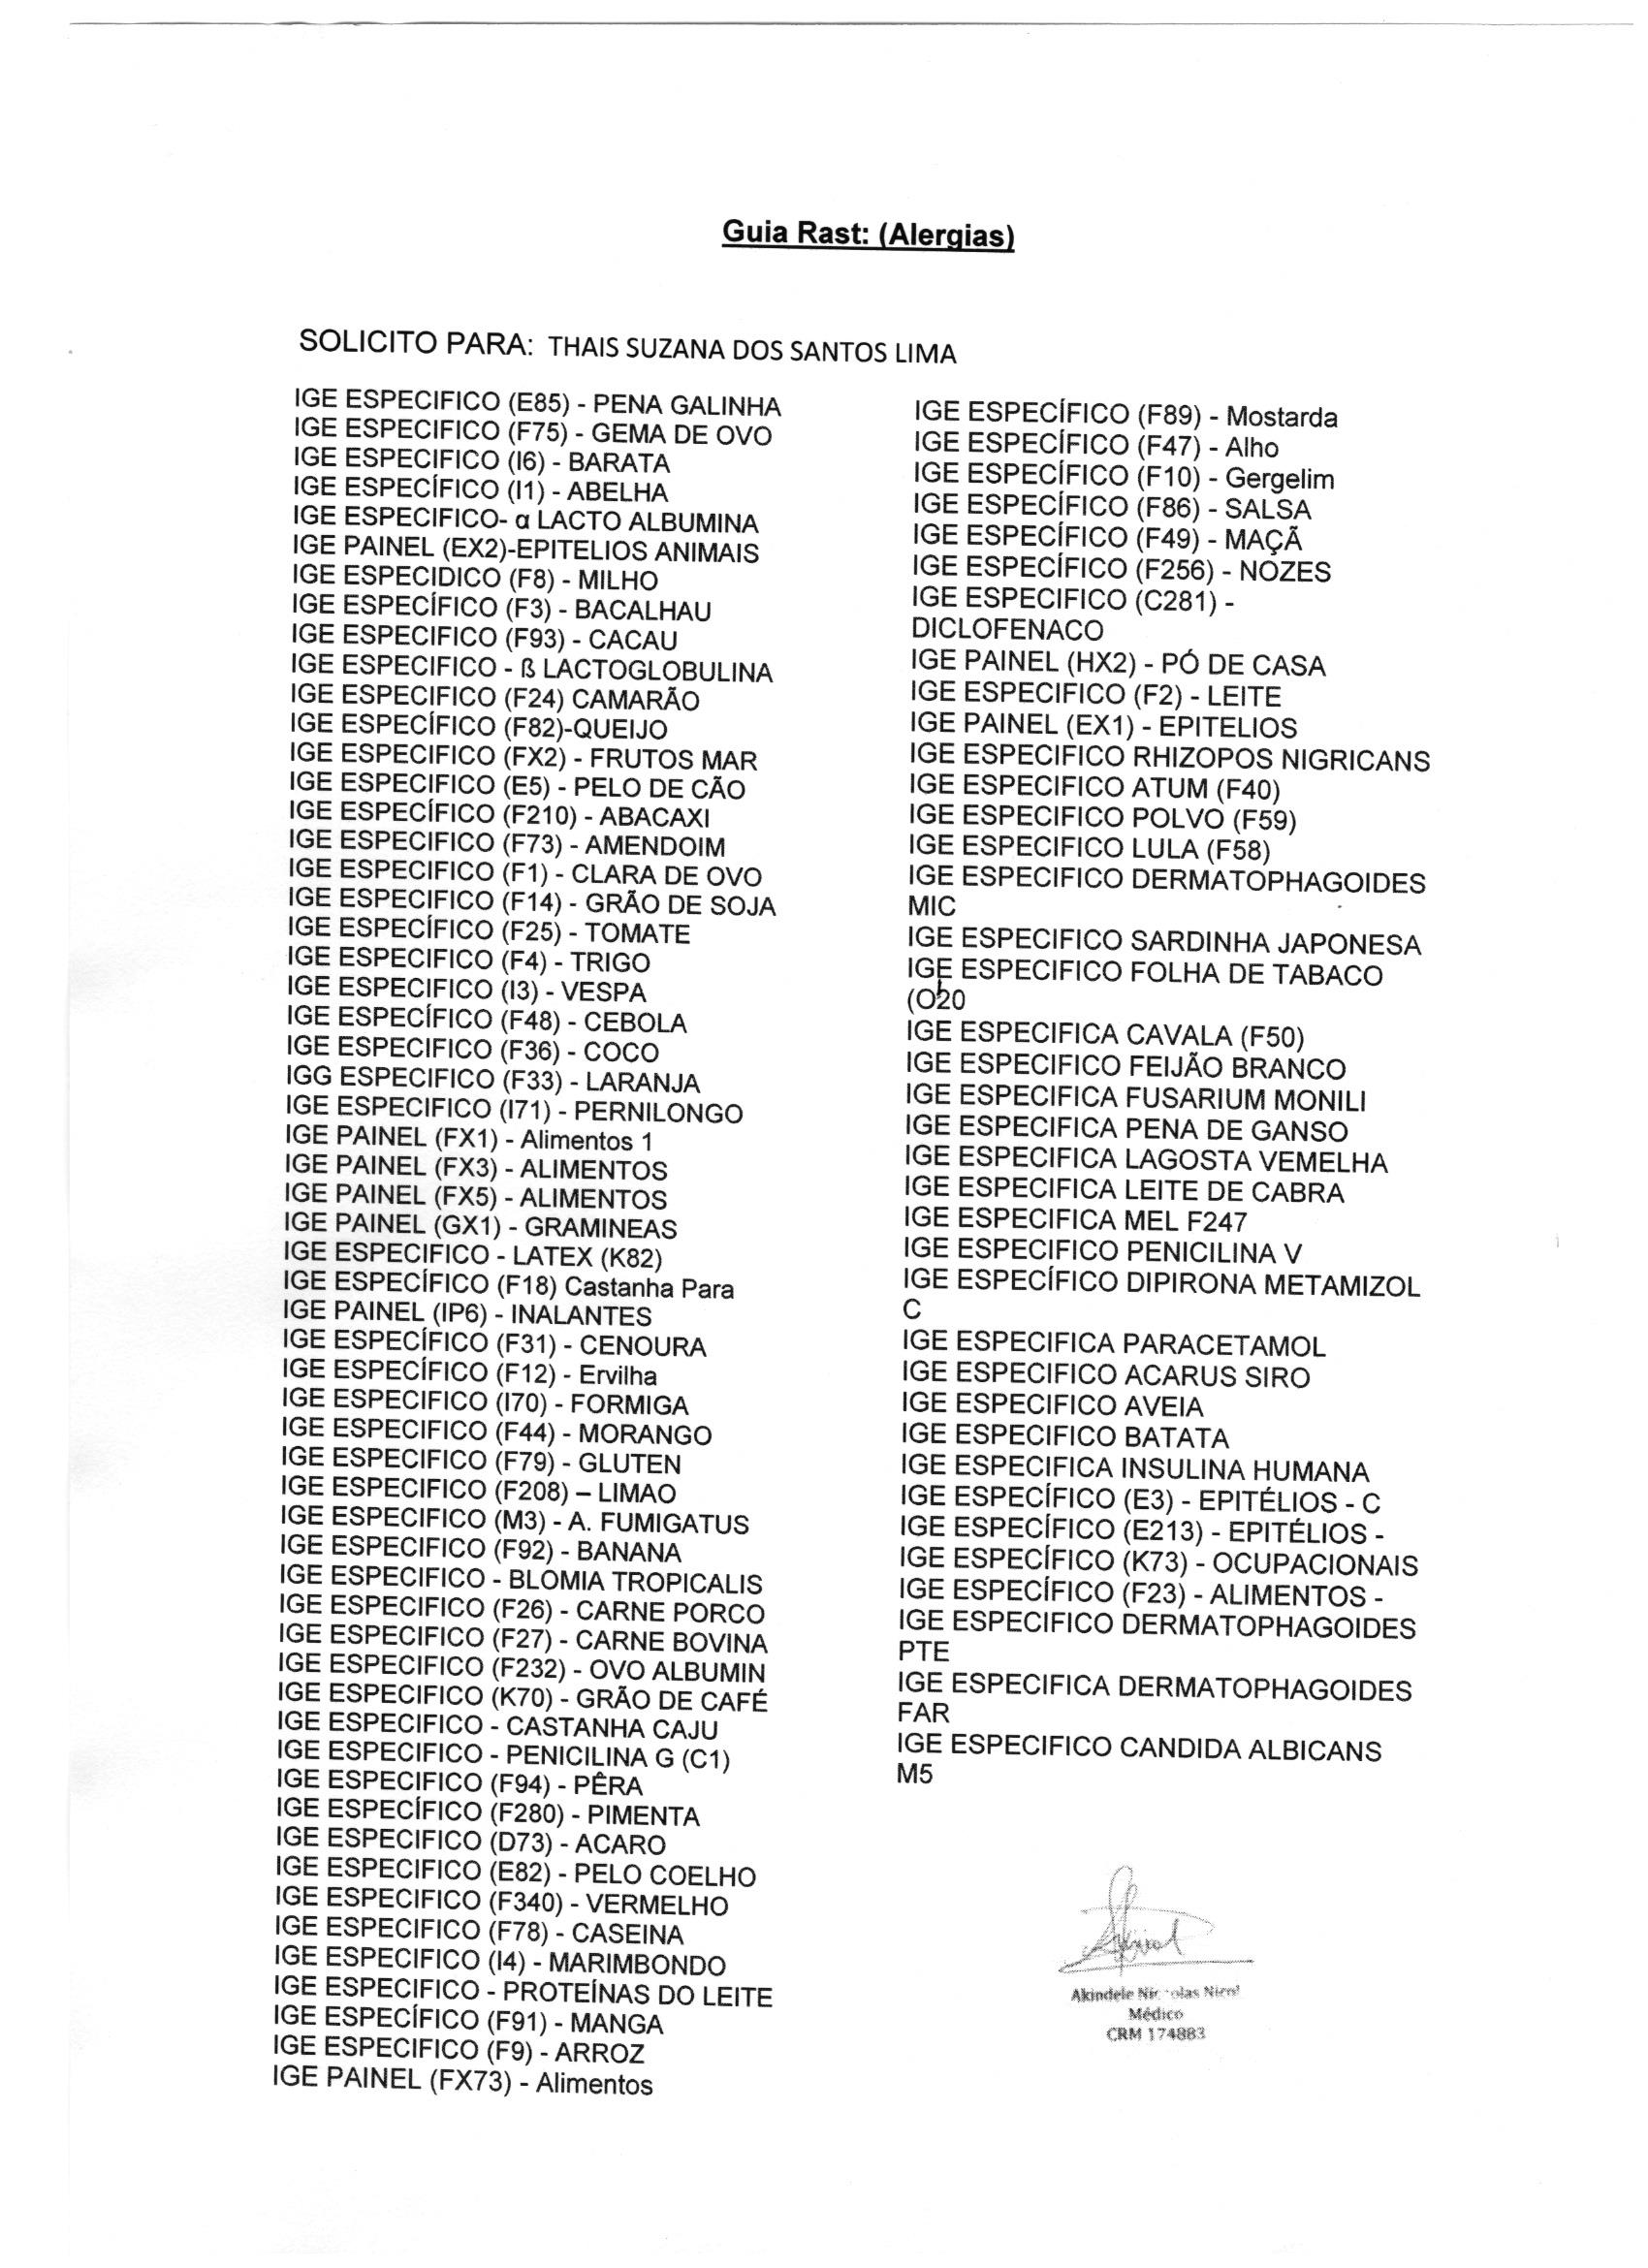 Guia Rast: (Alergias)
SOLICITO PARA: THAIS SUZANA DOS SANTOS LIMA
IGE ESPECIFICO (E85) - PENA GALINHA
IGE ESPECIFICO (F75) - GEMA DE OVO
IGE ESPECIFICO (I6) - BARATA
IGE ESPECÍFICO (I1) - ABELHA
IGE ESPECIFICO- α LACTO ALBUMINA
IGE PAINEL (EX2)-EPITELIOS ANIMAIS
IGE ESPECIDICO (F8) - MILHO
IGE ESPECÍFICO (F3) - BACALHAU
IGE ESPECIFICO (F93) - CACAU
IGE ESPECIFICO - ß LACTOGLOBULINA
IGE ESPECIFICO (F24) CAMARÃO
IGE ESPECÍFICO (F82)-QUEIJO
IGE ESPECIFICO (FX2) - FRUTOS MAR
IGE ESPECIFICO (E5) - PELO DE CÃO
IGE ESPECÍFICO (F210) - ABACAXI
IGE ESPECIFICO (F73) - AMENDOIM
IGE ESPECIFICO (F1) - CLARA DE OVO
IGE ESPECIFICO (F14) - GRÃO DE SOJA
IGE ESPECÍFICO (F25) - TOMATE
IGE ESPECIFICO (F4) - TRIGO
IGE ESPECIFICO (I3) - VESPA
IGE ESPECÍFICO (F48) - CEBOLA
IGE ESPECIFICO (F36) - COCO
IGG ESPECIFICO (F33) - LARANJA
IGE ESPECIFICO (I71) - PERNILONGO
IGE PAINEL (FX1) - Alimentos 1
IGE PAINEL (FX3) - ALIMENTOS
IGE PAINEL (FX5) - ALIMENTOS
IGE PAINEL (GX1) - GRAMINEAS
IGE ESPECIFICO - LATEX (K82)
IGE ESPECÍFICO (F18) Castanha Para
IGE PAINEL (IP6) - INALANTES
IGE ESPECÍFICO (F31) - CENOURA
IGE ESPECÍFICO (F12) - Ervilha
IGE ESPECIFICO (I70) - FORMIGA
IGE ESPECIFICO (F44) - MORANGO
IGE ESPECIFICO (F79) - GLUTEN
IGE ESPECIFICO (F208) – LIMAO
IGE ESPECIFICO (M3) - A. FUMIGATUS
IGE ESPECIFICO (F92) - BANANA
IGE ESPECIFICO - BLOMIA TROPICALIS
IGE ESPECIFICO (F26) - CARNE PORCO
IGE ESPECIFICO (F27) - CARNE BOVINA
IGE ESPECIFICO (F232) - OVO ALBUMIN
IGE ESPECIFICO (K70) - GRÃO DE CAFÉ
IGE ESPECIFICO - CASTANHA CAJU
IGE ESPECIFICO - PENICILINA G (C1)
IGE ESPECIFICO (F94) - PÊRA
IGE ESPECÍFICO (F280) - PIMENTA
IGE ESPECIFICO (D73) - ACARO
IGE ESPECIFICO (E82) - PELO COELHO
IGE ESPECIFICO (F340) - VERMELHO
IGE ESPECIFICO (F78) - CASEINA
IGE ESPECIFICO (I4) - MARIMBONDO
IGE ESPECIFICO - PROTEÍNAS DO LEITE
IGE ESPECÍFICO (F91) - MANGA
IGE ESPECIFICO (F9) - ARROZ
IGE PAINEL (FX73) - Alimentos
IGE ESPECÍFICO (F89) - Mostarda
IGE ESPECÍFICO (F47) - Alho
IGE ESPECÍFICO (F10) - Gergelim
IGE ESPECÍFICO (F86) - SALSA
IGE ESPECÍFICO (F49) - MAÇÃ
IGE ESPECÍFICO (F256) - NOZES
IGE ESPECIFICO (C281) -
DICLOFENACO
IGE PAINEL (HX2) - PÓ DE CASA
IGE ESPECIFICO (F2) - LEITE
IGE PAINEL (EX1) - EPITELIOS
IGE ESPECIFICO RHIZOPOS NIGRICANS
IGE ESPECIFICO ATUM (F40)
IGE ESPECIFICO POLVO (F59)
IGE ESPECIFICO LULA (F58)
IGE ESPECIFICO DERMATOPHAGOIDES
MIC
IGE ESPECIFICO SARDINHA JAPONESA
IGE ESPECIFICO FOLHA DE TABACO
(O20
IGE ESPECIFICA CAVALA (F50)
IGE ESPECIFICO FEIJÃO BRANCO
IGE ESPECIFICA FUSARIUM MONILI
IGE ESPECIFICA PENA DE GANSO
IGE ESPECIFICA LAGOSTA VEMELHA
IGE ESPECIFICA LEITE DE CABRA
IGE ESPECIFICA MEL F247
IGE ESPECIFICO PENICILINA V
IGE ESPECÍFICO DIPIRONA METAMIZOL
C
IGE ESPECIFICA PARACETAMOL
IGE ESPECIFICO ACARUS SIRO
IGE ESPECIFICO AVEIA
IGE ESPECIFICO BATATA
IGE ESPECIFICA INSULINA HUMANA
IGE ESPECÍFICO (E3) - EPITÉLIOS - C
IGE ESPECÍFICO (E213) - EPITÉLIOS -
IGE ESPECÍFICO (K73) - OCUPACIONAIS
IGE ESPECÍFICO (F23) - ALIMENTOS -
IGE ESPECIFICO DERMATOPHAGOIDES
PTE
IGE ESPECIFICA DERMATOPHAGOIDES
FAR
IGE ESPECIFICO CANDIDA ALBICANS
M5
Akindele
Médico
CRM 174883